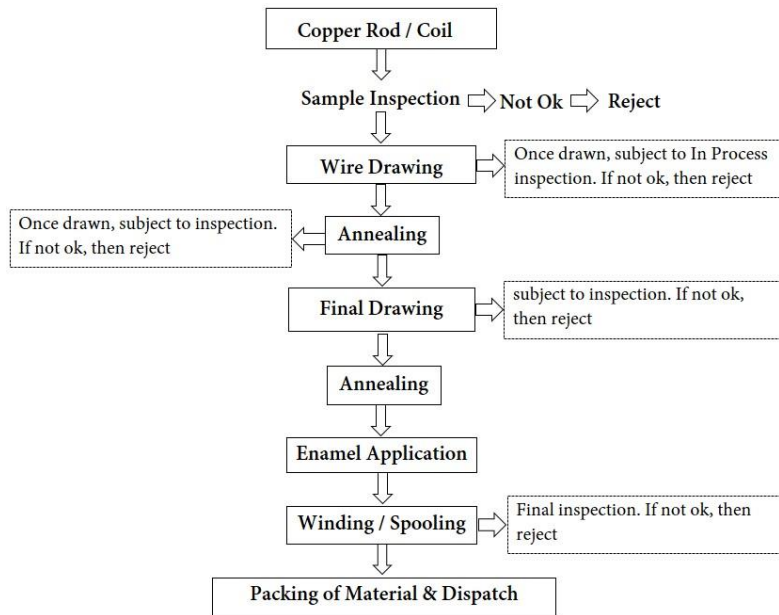 Copper Rod / Coil
Sample Inspection
Not Ok
Reject
Wire Drawing
Once drawn, subject to In Process
inspection. If not ok, then reject
Once drawn, subject to inspection.
If not ok, then reject
Annealing
Final Drawing
subject to inspection. If not ok,
then reject
Annealing
Enamel Application
Winding / Spooling
Final inspection. If not ok, then
reject
Packing of Material & Dispatch